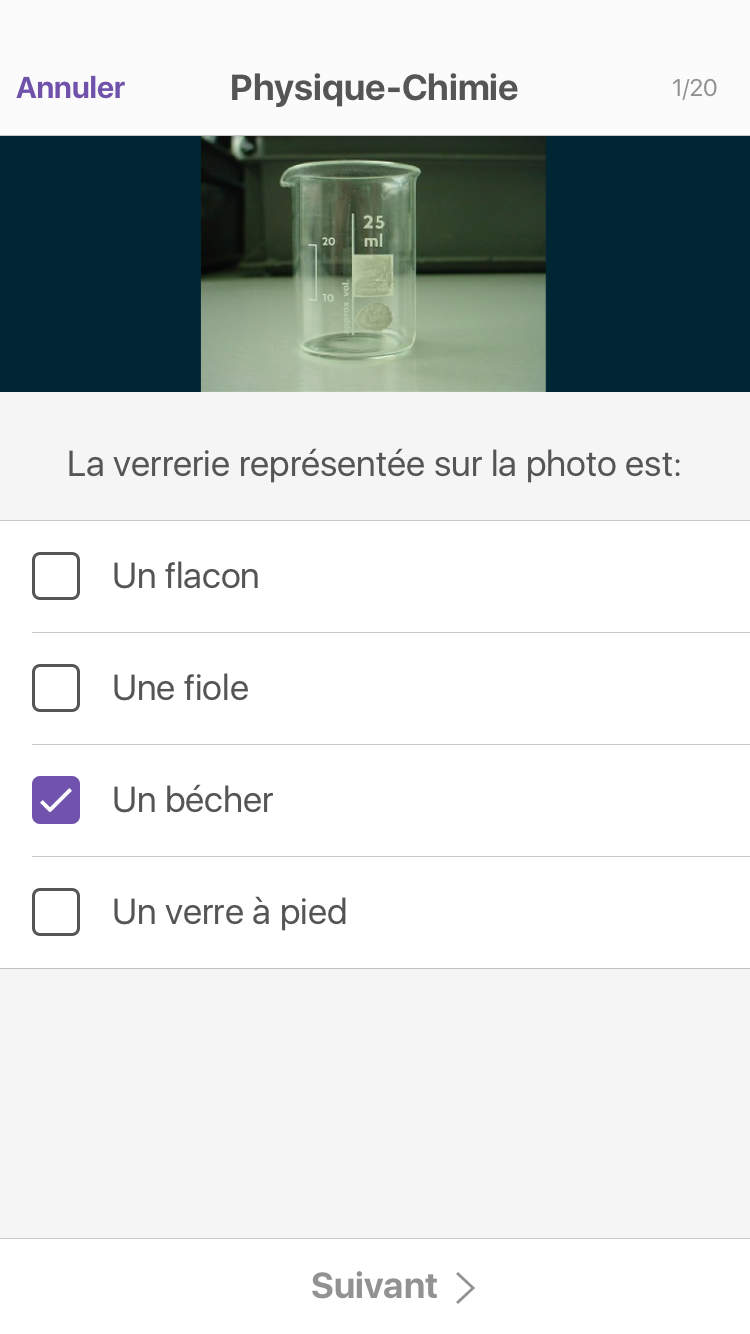 Annuler
Physique-Chimie
1/20
25
ml
20
10
vol.
La verrerie représentée sur la photo est:
Un flacon
Une fiole
Un bécher
Un verre à pied
Suivant